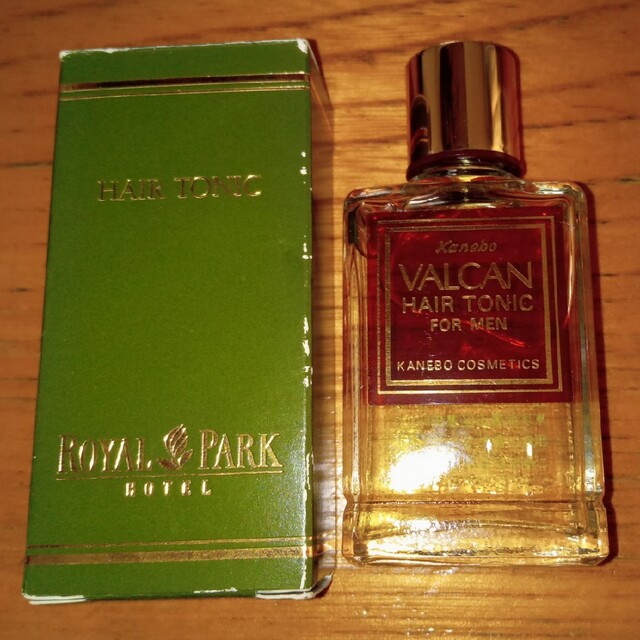 HAIR TONIC
ROYAL PARK
HOTEL
Kanebo
VALCAN
HAIR TONIC
FOR MEN
KANEBO COSMETICS